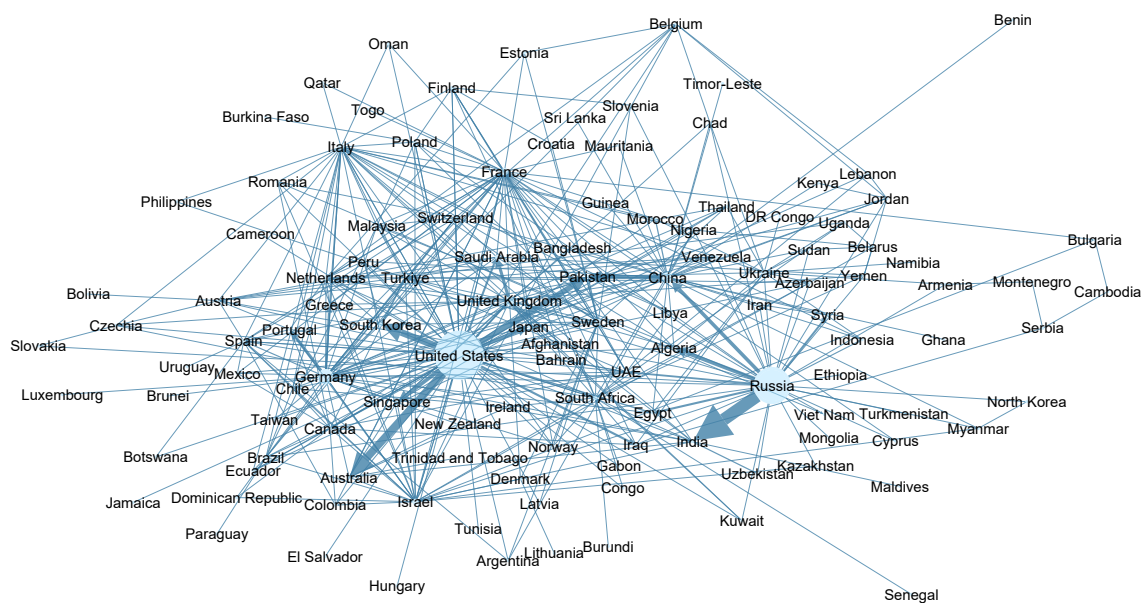 Benin
Belgium
Oman
Estonia
Qatar
Finland
Timor-Leste
Togo
Slovenia
Burkina Faso
Sri Lanka
Chad
Italy
Poland
Croatia
Mauritania
France
Lebanon
Romania
Kenya
Jordan
Philippines
Guinea
Thailand
Malaysia
Switzerland
Morocco
DR Congo
Nigeria
Uganda
Cameroon
Bulgaria
Saudi Arabia
Bangladesh
Venezuela
Sudan
Belarus
Peru
Namibia
Netherlands
Turkiye
Pakistan
China
Ukraine
Azerbaijan
Yemen
Armenia
Montenegro
Cambodia
Bolivia
Austria
Greece
United Kingdom
Iran
Libya
Syria
Czechia
Portugal
South Korea
Japan
Sweden
Serbia
Slovakia
Spain
Afghanistan
Algeria
Indonesia
Ghana
United States
Bahrain
Uruguay
Mexico
Germany
UAE
Russia
Ethiopia
Luxembourg
Brunei
Chile
Singapore
Ireland
South Africa
North Korea
Taiwan
Canada
New Zealand
Egypt
Viet Nam
Turkmenistan
Myanmar
Botswana
Brazil
Ecuador
Trinidad and Tobago
Norway
Iraq
India
Mongolia
Cyprus
Australia
Denmark
Gabon
Uzbekistan
Kazakhstan
Jamaica
Dominican Republic
Colombia
Israel
Latvia
Congo
Maldives
Paraguay
Tunisia
Kuwait
El Salvador
Argentina
Lithuania
Burundi
Hungary
Senegal